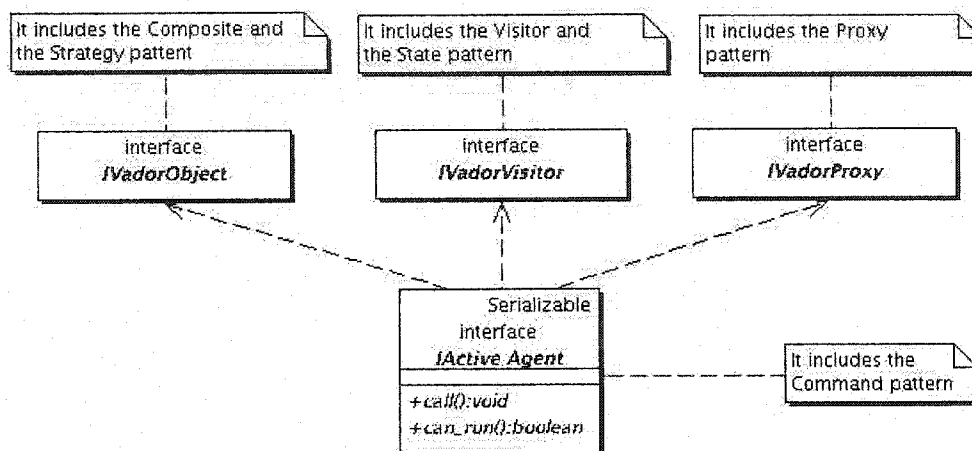 It includes the Composite and
the Strategy pattent
It includes the Visitor and
the State pattern
It includes the Proxy
pattern
interface
IVadorObject
interface
IVadorVisitor
interface
IVadorProxy
Serializable
interface
IActive Agent
+call():void
+can_run():boolean
It includes the
Command pattern